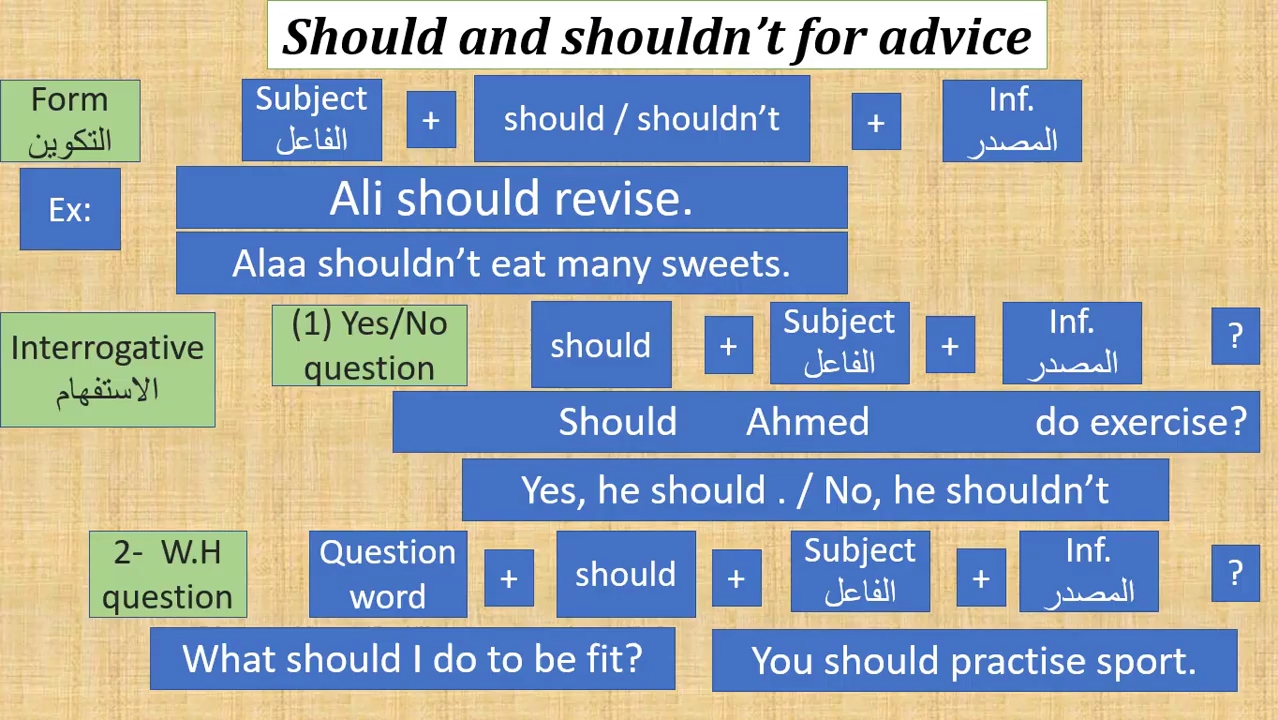 Should and shouldn't for advice
Form
التكوين
Subject
الفاعل
+
should / shouldn't
+
Inf.
المصدر
Ex:
Ali should revise.
Alaa shouldn't eat many sweets.
Interrogative
الاستفهام
(1) Yes/No
question
should
+
Subject
الفاعل
+
Inf.
المصدر
?
Should Ahmed do exercise?
Yes, he should . / No, he shouldn't
2- W.H
question
Question
word
+
should
+
Subject
الفاعل
+
Inf.
المصدر
?
What should I do to be fit?
You should practise sport.